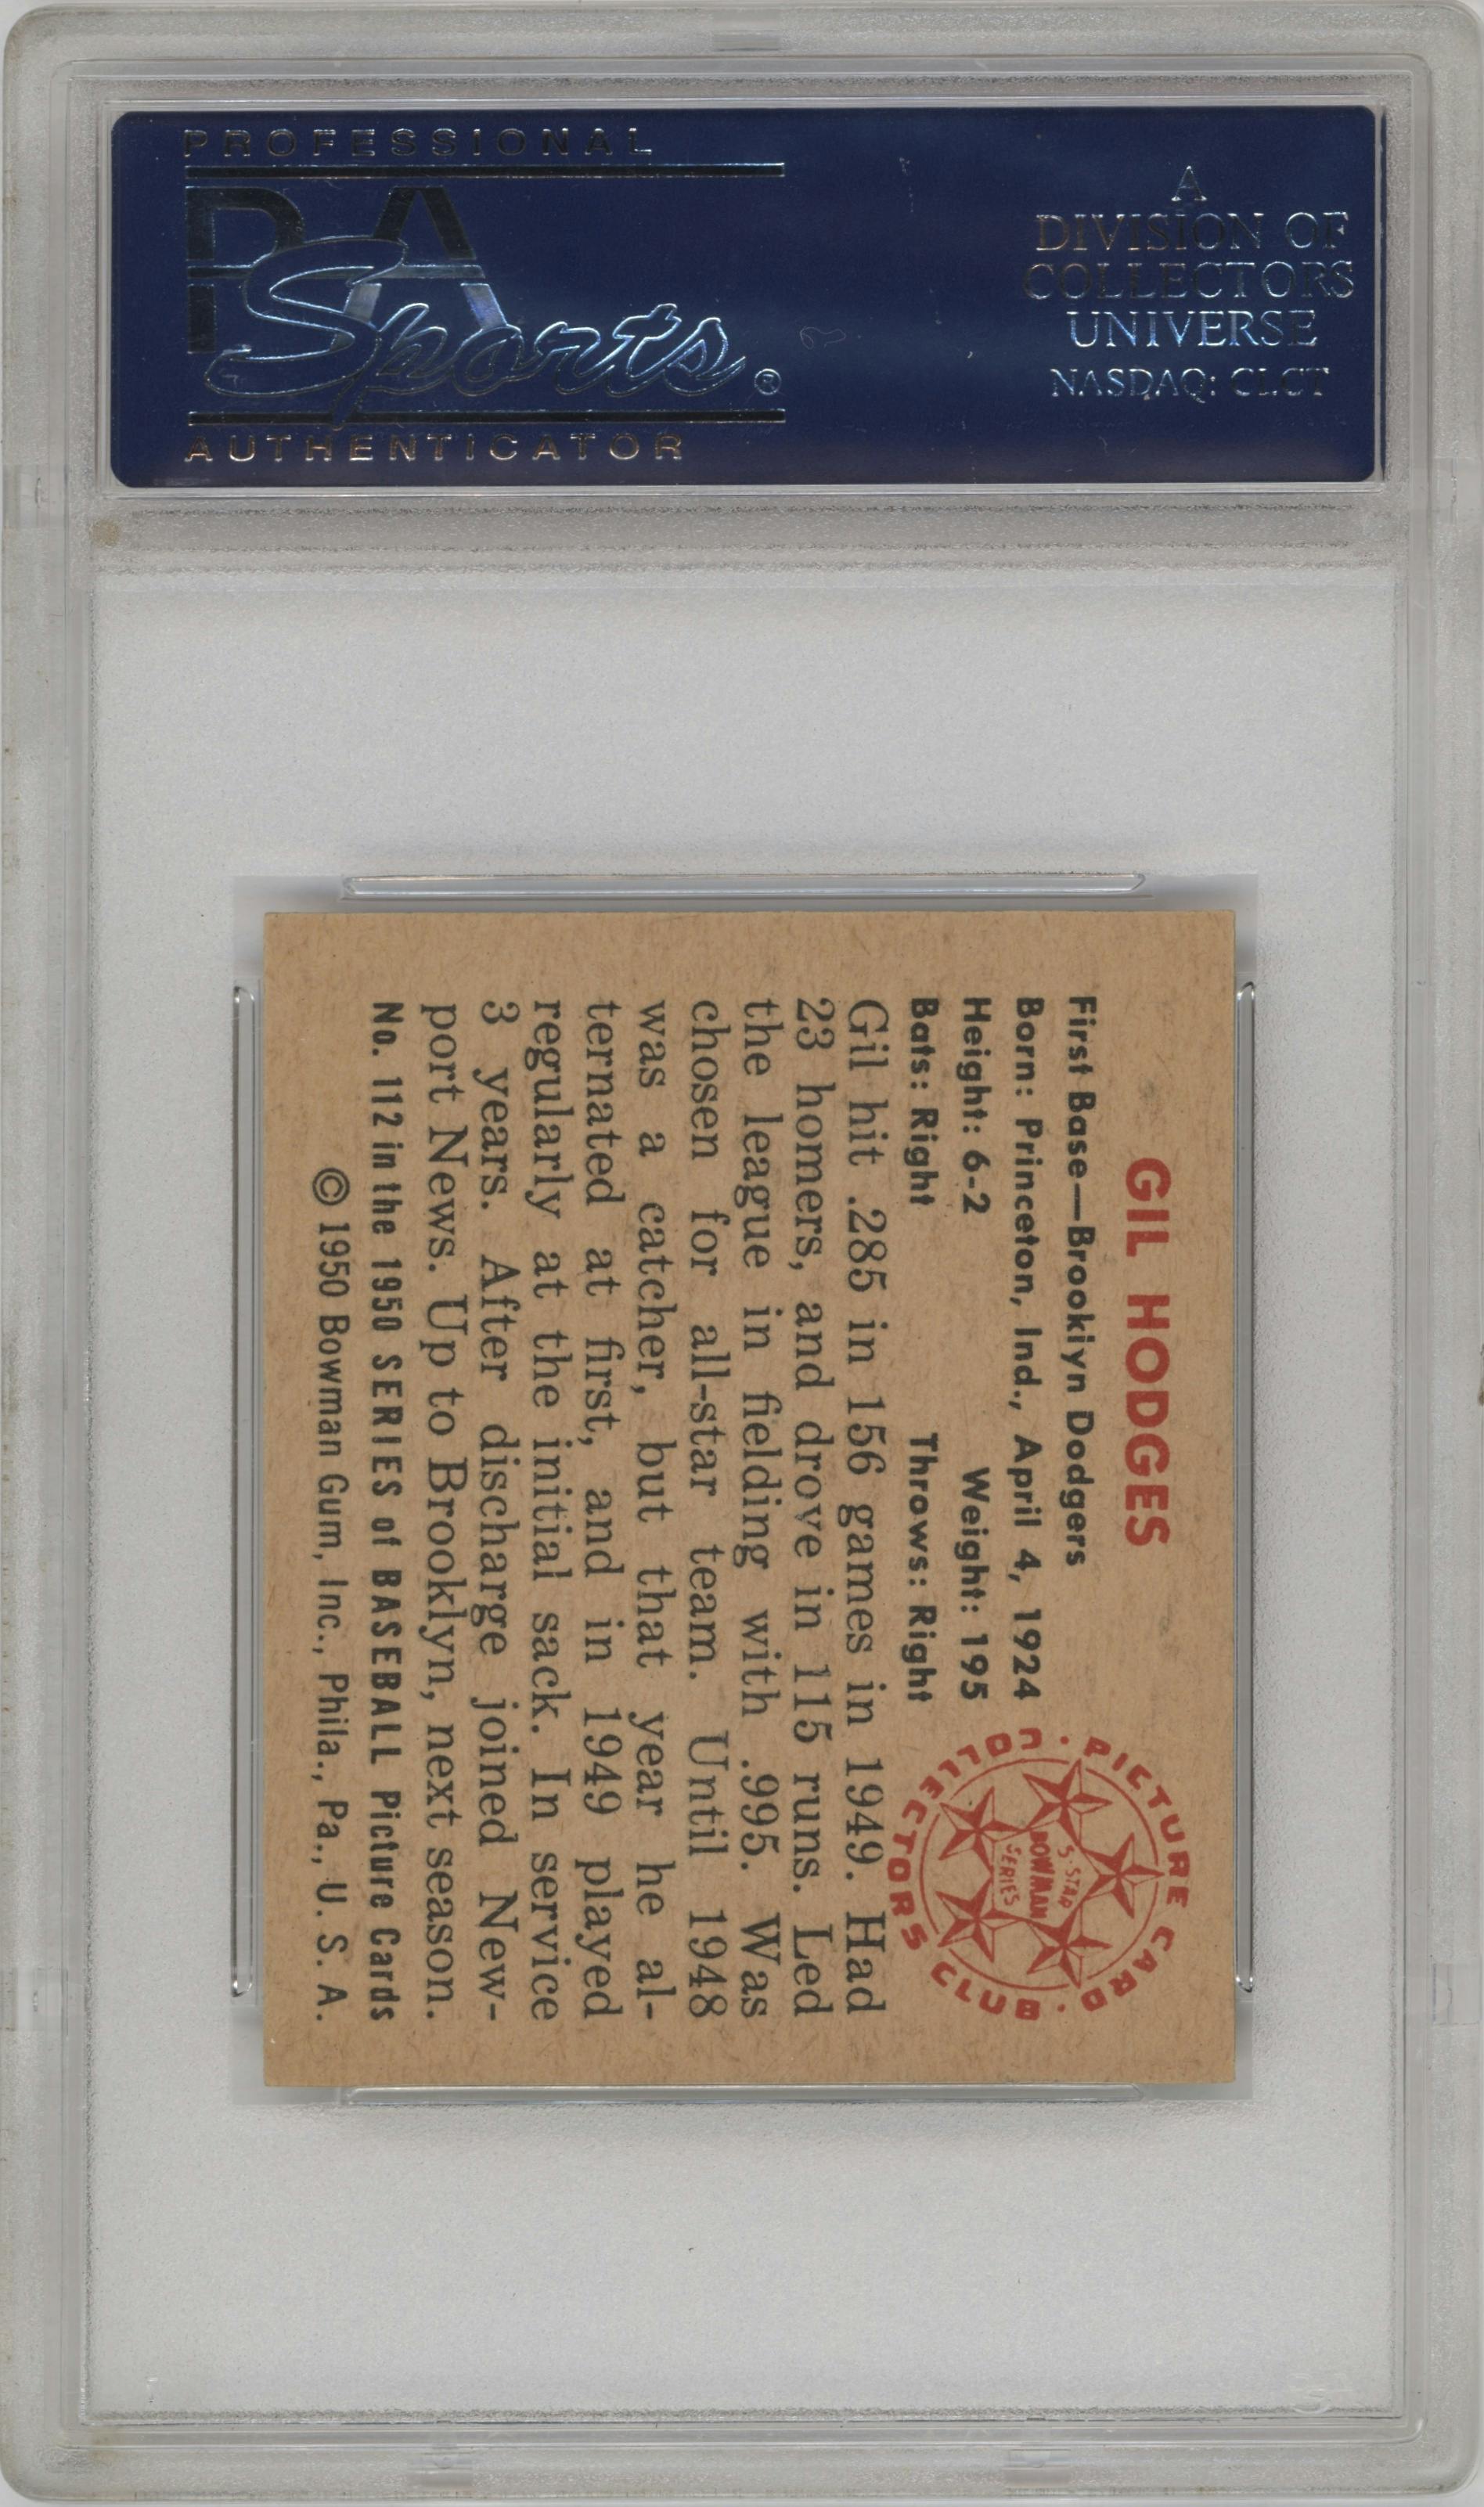 PROFESSIONAL
PSA
Sports®
AUTHENTICATOR
A
DIVISION OF
COLLECTORS
UNIVERSE
NASDAQ: CLCT
GIL HODGES
First Base—Brooklyn Dodgers
Born: Princeton, Ind., April 4, 1924
Height: 6-2 Weight: 195
Bats: Right Throws: Right
Gil hit .285 in 156 games in 1949. Had
23 homers, and drove in 115 runs. Led
the league in fielding with .995. Was
chosen for all-star team. Until 1948
was a catcher, but that year he al-
ternated at first, and in 1949 played
regularly at the initial sack. In service
3 years. After discharge joined New-
port News. Up to Brooklyn, next season.
No. 112 in the 1950 SERIES of BASEBALL Picture Cards
© 1950 Bowman Gum, Inc., Phila., Pa., U. S. A.
· PICTURE CARD · COLLECTORS CLUB
5-STAR
BOWMAN
SERIES